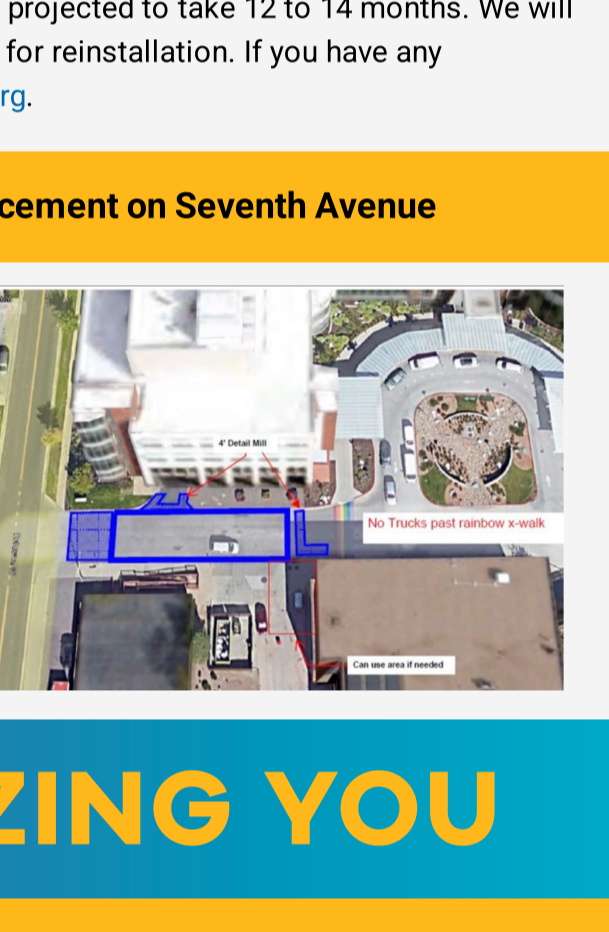 projected to take 12 to 14 months. We will
for reinstallation. If you have any
rg.
cement on Seventh Avenue
4' Detail Mill
No Trucks past rainbow x-walk
Can use area if needed
ZING YOU